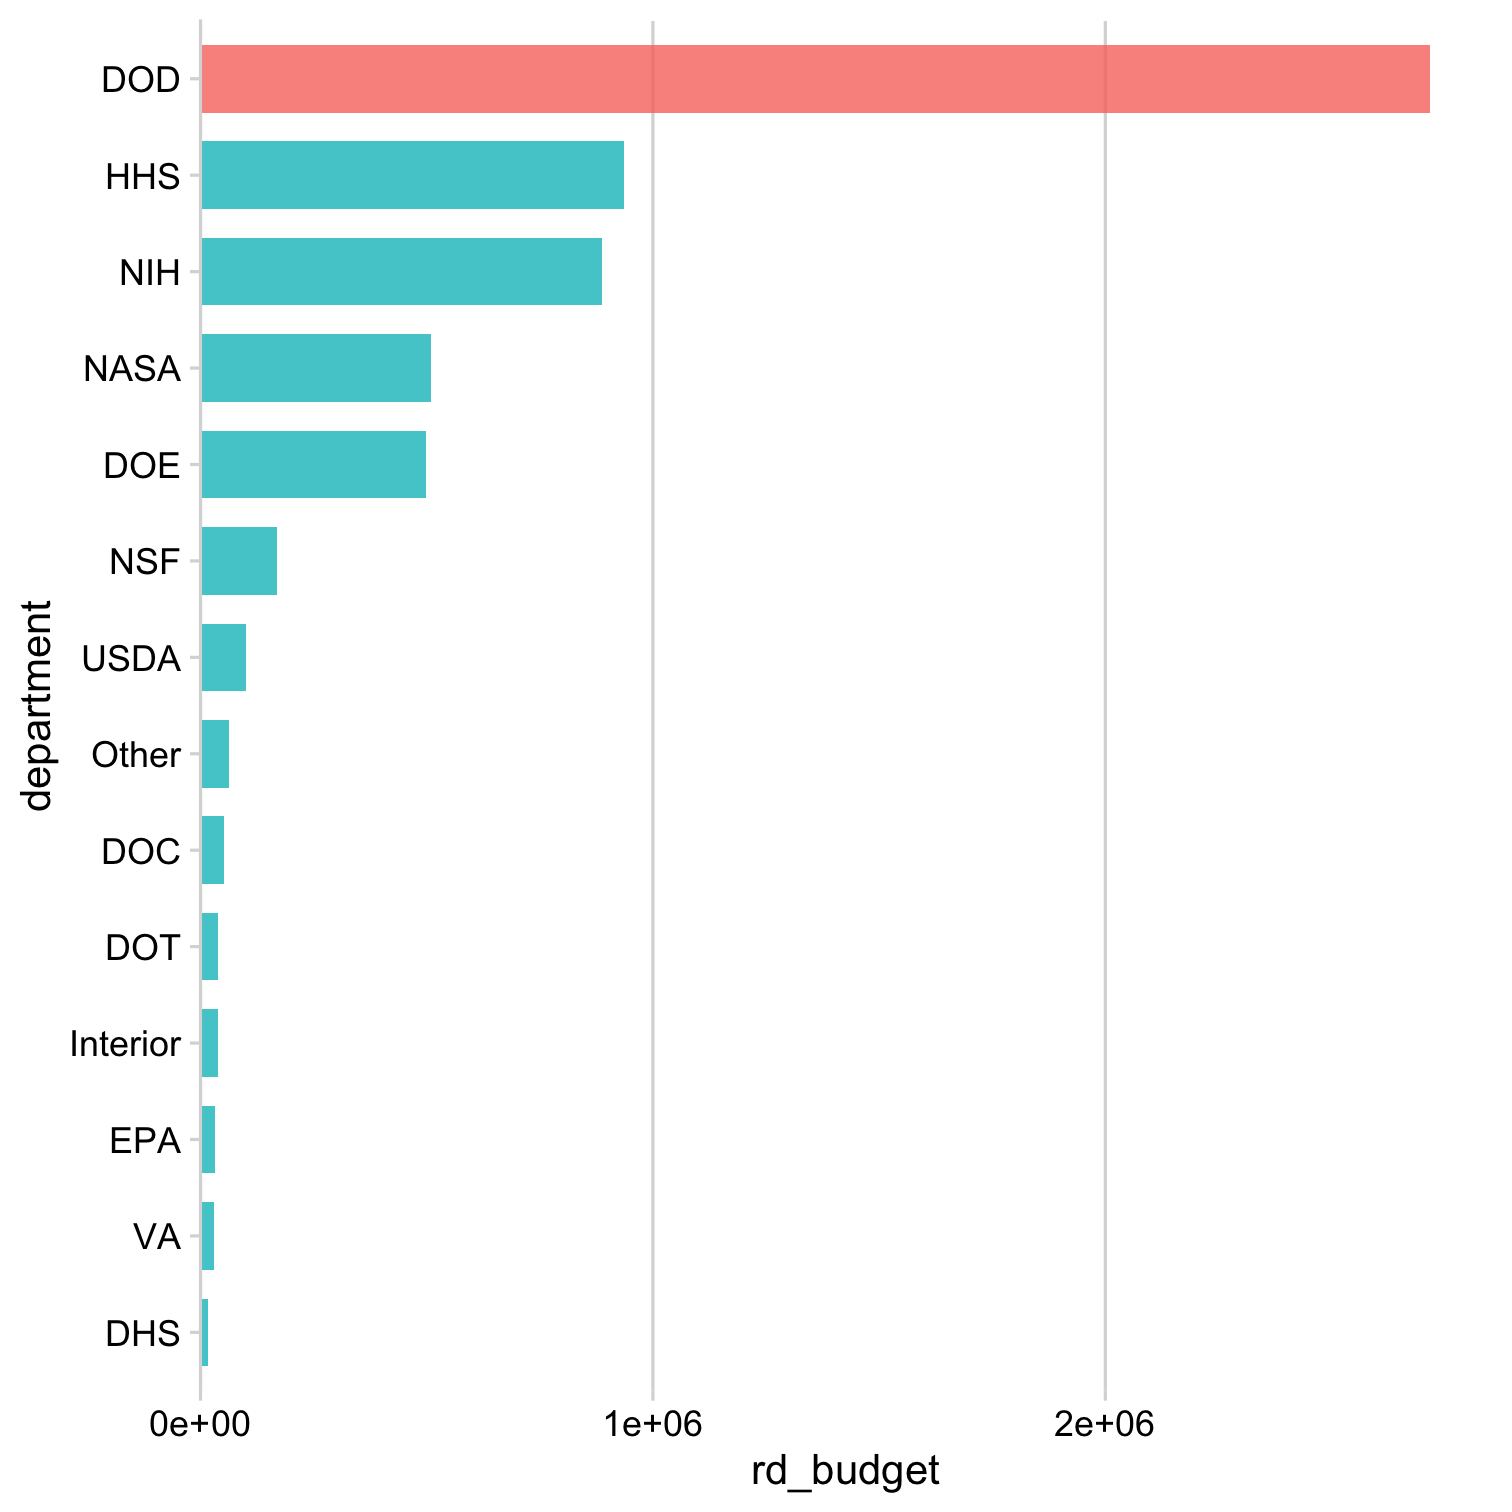 DOD
HHS
NIH
NASA
DOE
NSF
USDA
Other
DOC
DOT
Interior
EPA
VA
DHS
department
0e+00 1e+06 2e+06
rd_budget